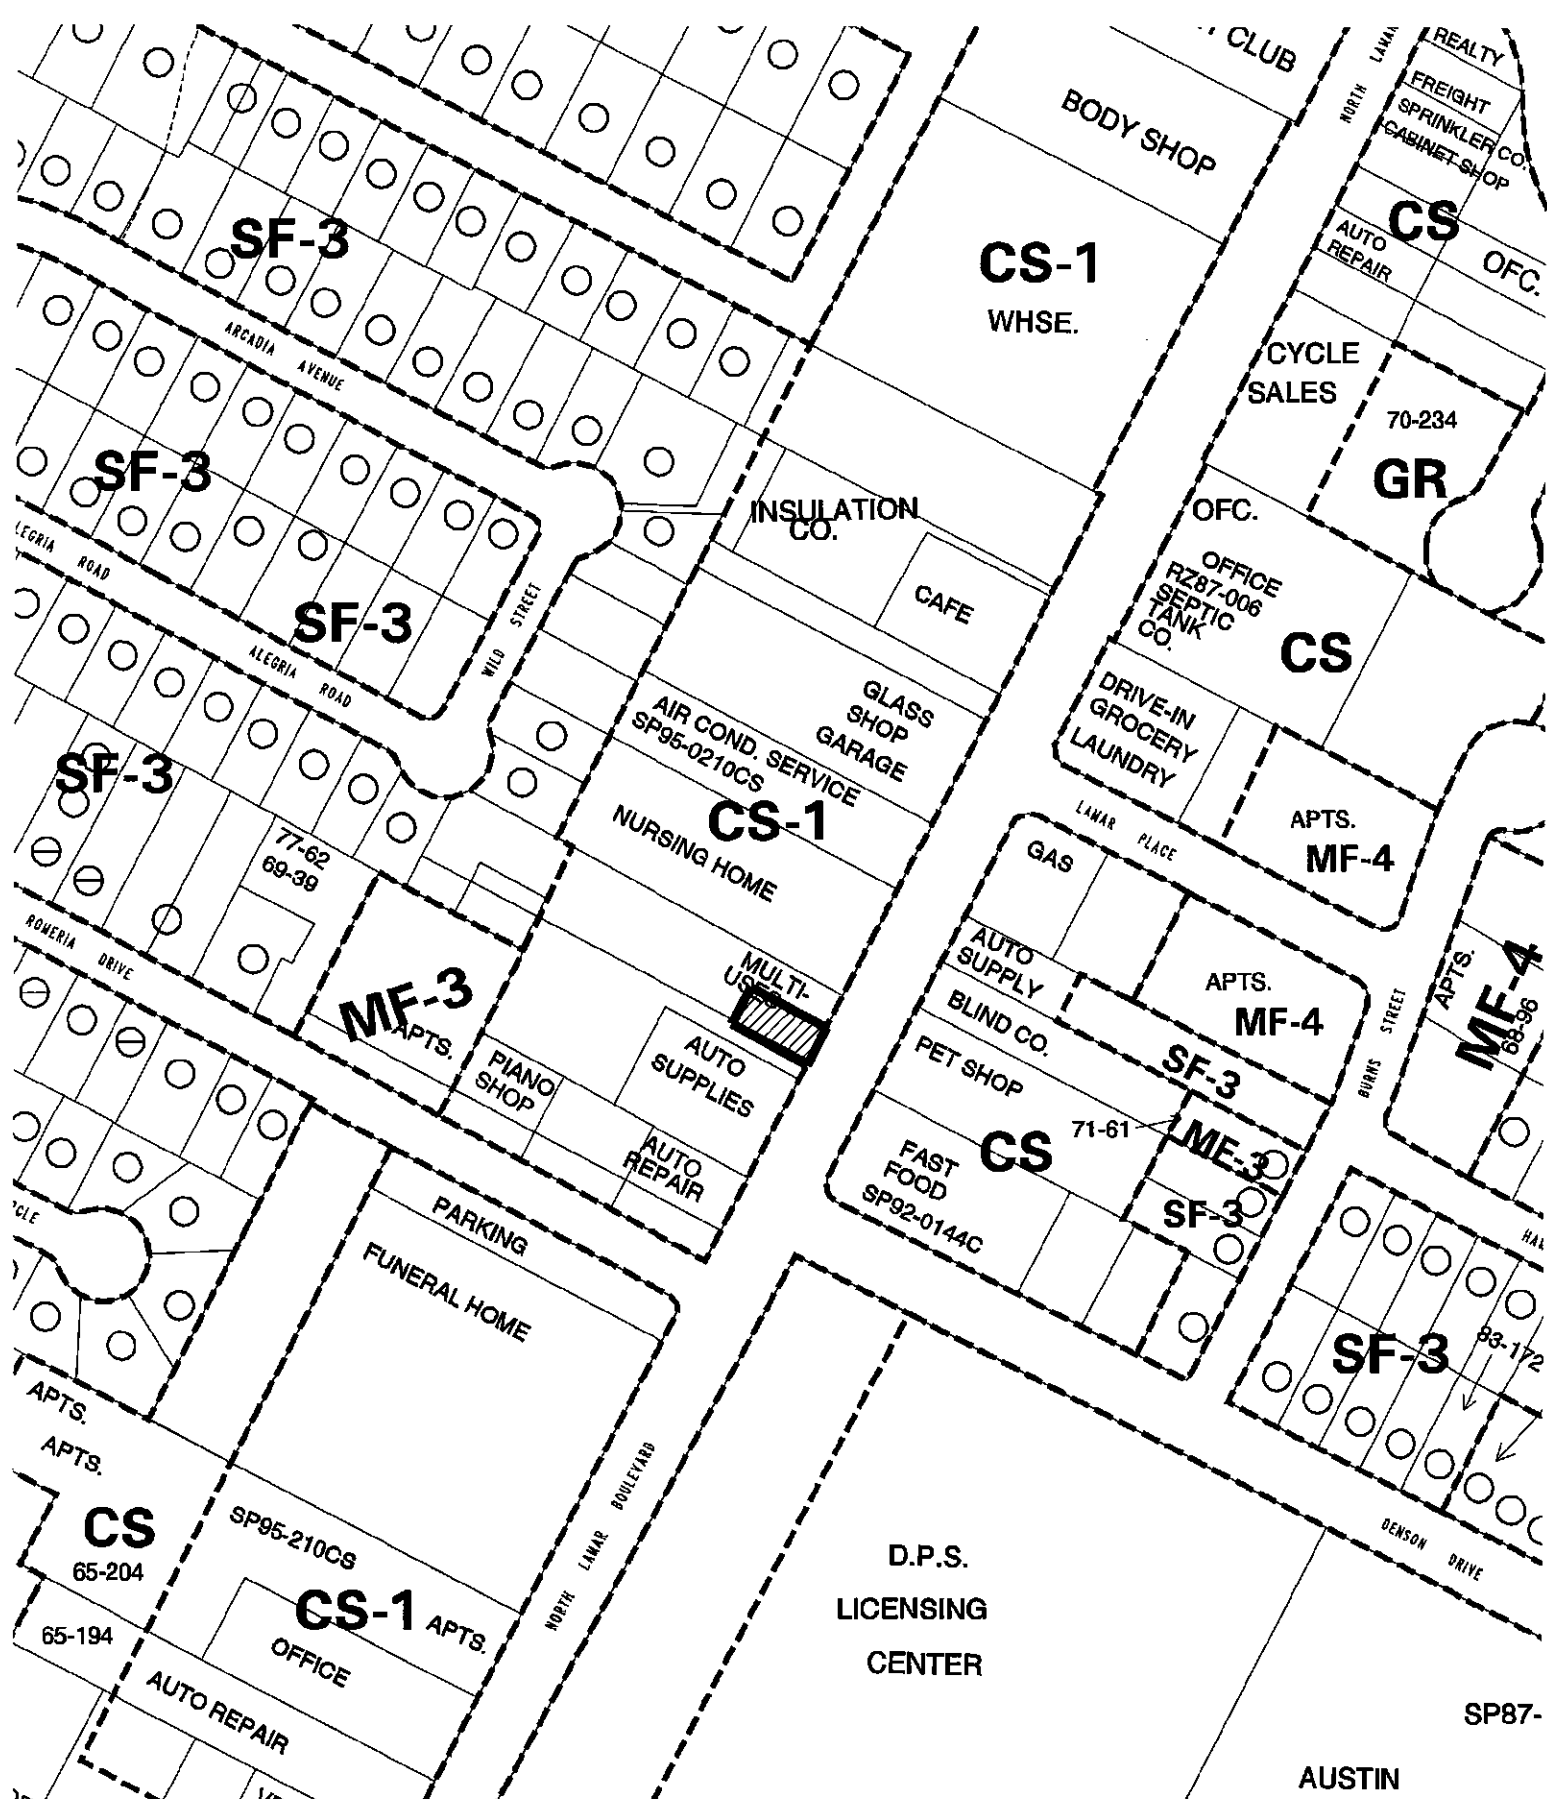 CLUB
BODY SHOP
NORTH
LAMAR
REALTY
FREIGHT
SPRINKLER CO.
CABINET SHOP
CS
AUTO
REPAIR
OFC.
SF-3
CS-1
WHSE.
ARCADIA AVENUE
CYCLE
SALES
70-234
GR
SF-3
INSULATION
CO.
OFC.
OFFICE
RZ87-006
SEPTIC
TANK
CO.
CS
CAFE
ALEGRIA ROAD
SF-3
WILD STREET
ALEGRIA ROAD
GLASS
SHOP
GARAGE
AIR COND. SERVICE
SP95-0210CS
DRIVE-IN
GROCERY
LAUNDRY
SF-3
CS-1
NURSING HOME
LAMAR PLACE
APTS.
MF-4
77-62
69-39
GAS
ROMERIA DRIVE
MF-3
APTS.
MULTI-
USES
AUTO
SUPPLY
APTS.
MF-4
APTS.
MF-4
68-96
BLIND CO.
PET SHOP
SF-3
BURNS STREET
PIANO
SHOP
AUTO
SUPPLIES
71-61
MF-3
CS
AUTO
REPAIR
FAST
FOOD
SP92-0144C
SF-3
PARKING
FUNERAL HOME
SF-3
83-172
APTS.
APTS.
CS
65-204
SP95-210CS
NORTH LAMAR BOULEVARD
DENSON DRIVE
D.P.S.
LICENSING
CENTER
CS-1
APTS.
OFFICE
65-194
AUTO REPAIR
SP87-
AUSTIN